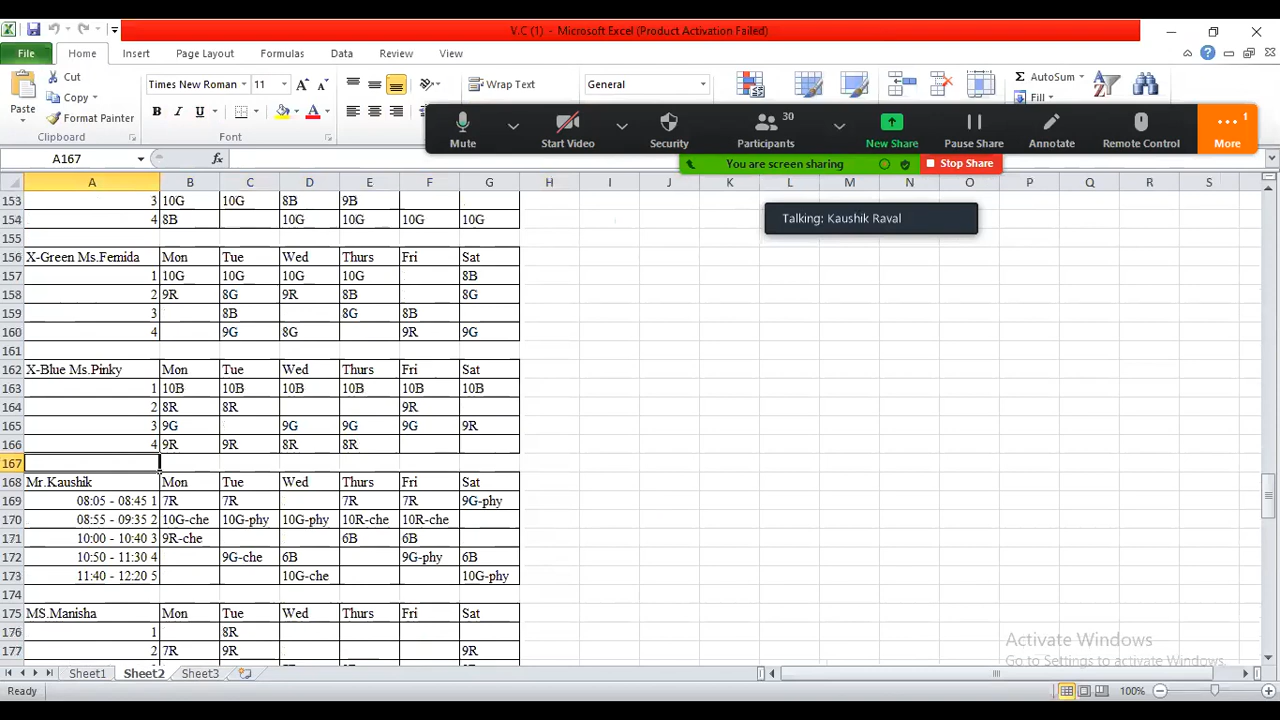 V.C (1) - Microsoft Excel (Product Activation Failed)
File Home Insert Page Layout Formulas Data Review View
Cut Times New Roman 11 Wrap Text General AutoSum
Paste Copy Fill
Format Painter
Clipboard Font
Mute Start Video Security Participants 30 New Share Pause Share Annotate Remote Control More 1
You are screen sharing Stop Share
A167 fx
A B C D E F G H I J K L M N O P Q R S
Talking: Kaushik Raval
153 3 10G 10G 8B 9B
154 4 8B 10G 10G 10G 10G
155
156 X-Green Ms.Femida Mon Tue Wed Thurs Fri Sat
157 1 10G 10G 10G 10G 8B
158 2 9R 8G 9R 8B 8G
159 3 8B 8G 8B
160 4 9G 8G 9R 9G
161
162 X-Blue Ms.Pinky Mon Tue Wed Thurs Fri Sat
163 1 10B 10B 10B 10B 10B 10B
164 2 8R 8R 9R
165 3 9G 9G 9G 9G 9R
166 4 9R 9R 8R 8R
167
168 Mr.Kaushik Mon Tue Wed Thurs Fri Sat
169 08:05 - 08:45 1 7R 7R 7R 7R 9G-phy
170 08:55 - 09:35 2 10G-che 10G-phy 10G-phy 10R-che 10R-che
171 10:00 - 10:40 3 9R-che 6B 6B
172 10:50 - 11:30 4 9G-che 6B 9G-phy 6B
173 11:40 - 12:20 5 10G-che 10G-phy
174
175 MS.Manisha Mon Tue Wed Thurs Fri Sat
176 1 8R
177 2 7R 9R 9R
Activate Windows
Go to Settings to activate Windows.
Sheet1 Sheet2 Sheet3
Ready 100%